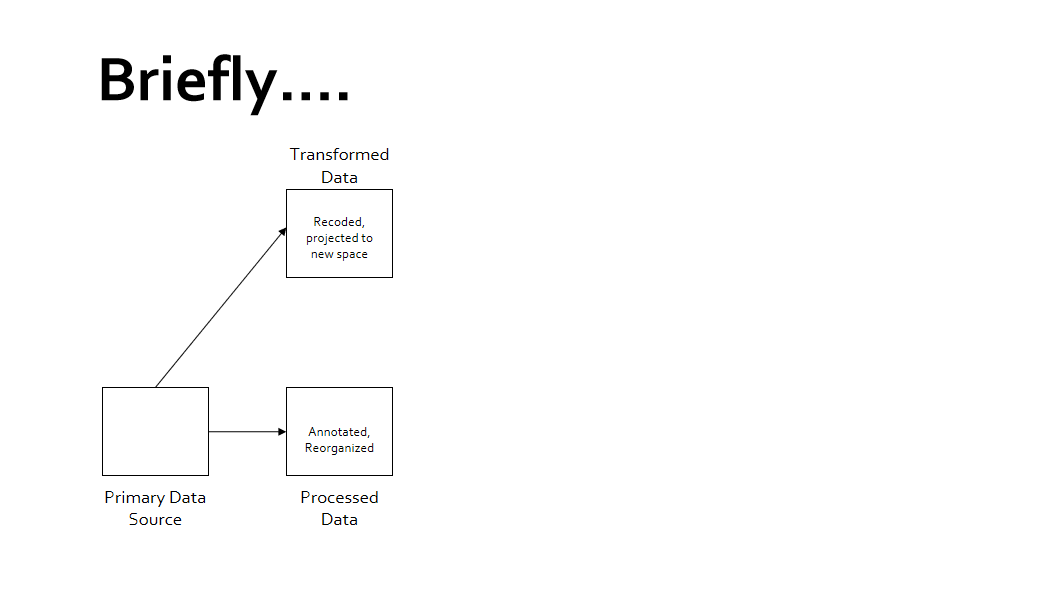 Briefly....
Transformed
Data
Recoded,
projected to
new space
Annotated,
Reorganized
Primary Data
Source
Processed
Data